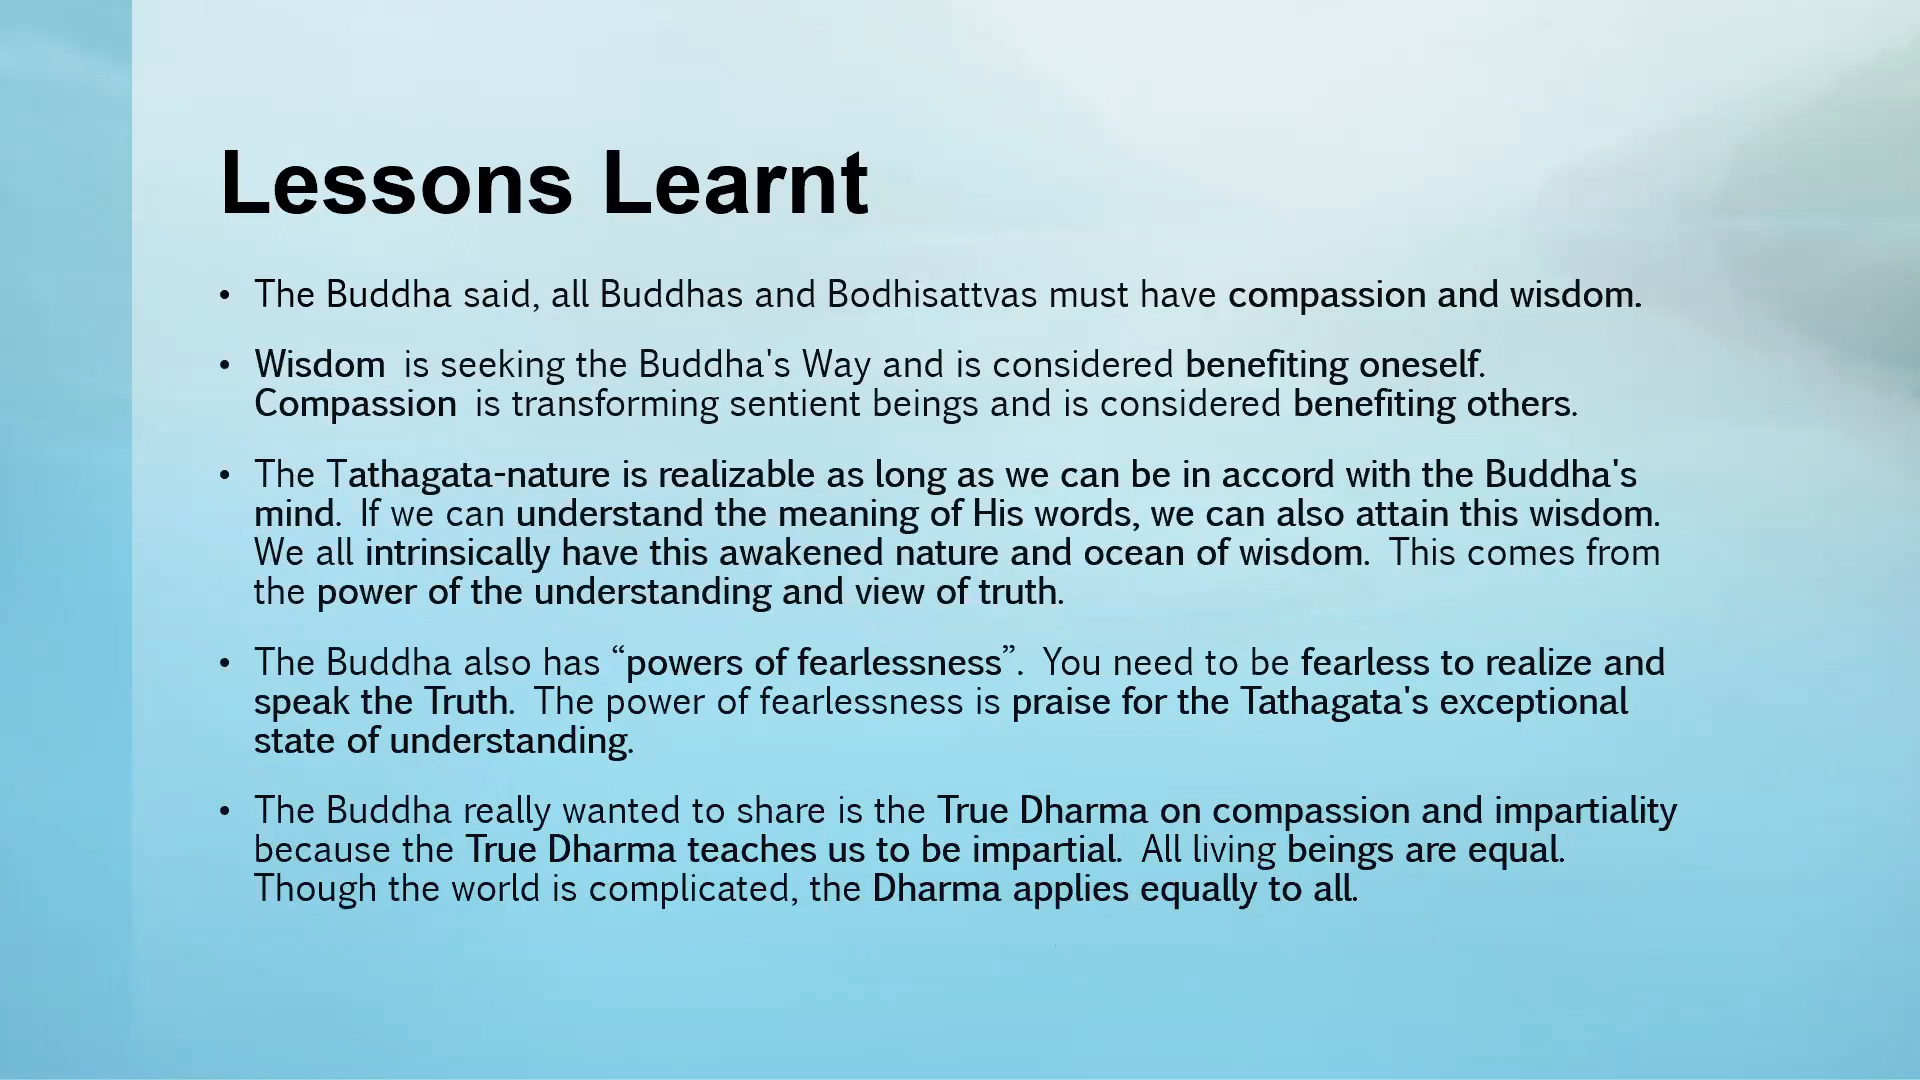 Lessons Learnt
• The Buddha said, all Buddhas and Bodhisattvas must have compassion and wisdom.
• Wisdom is seeking the Buddha's Way and is considered benefiting oneself.
Compassion is transforming sentient beings and is considered benefiting others.
• The Tathagata-nature is realizable as long as we can be in accord with the Buddha's
mind. If we can understand the meaning of His words, we can also attain this wisdom.
We all intrinsically have this awakened nature and ocean of wisdom. This comes from
the power of the understanding and view of truth.
• The Buddha also has “powers of fearlessness”. You need to be fearless to realize and
speak the Truth. The power of fearlessness is praise for the Tathagata's exceptional
state of understanding.
• The Buddha really wanted to share is the True Dharma on compassion and impartiality
because the True Dharma teaches us to be impartial. All living beings are equal.
Though the world is complicated, the Dharma applies equally to all.